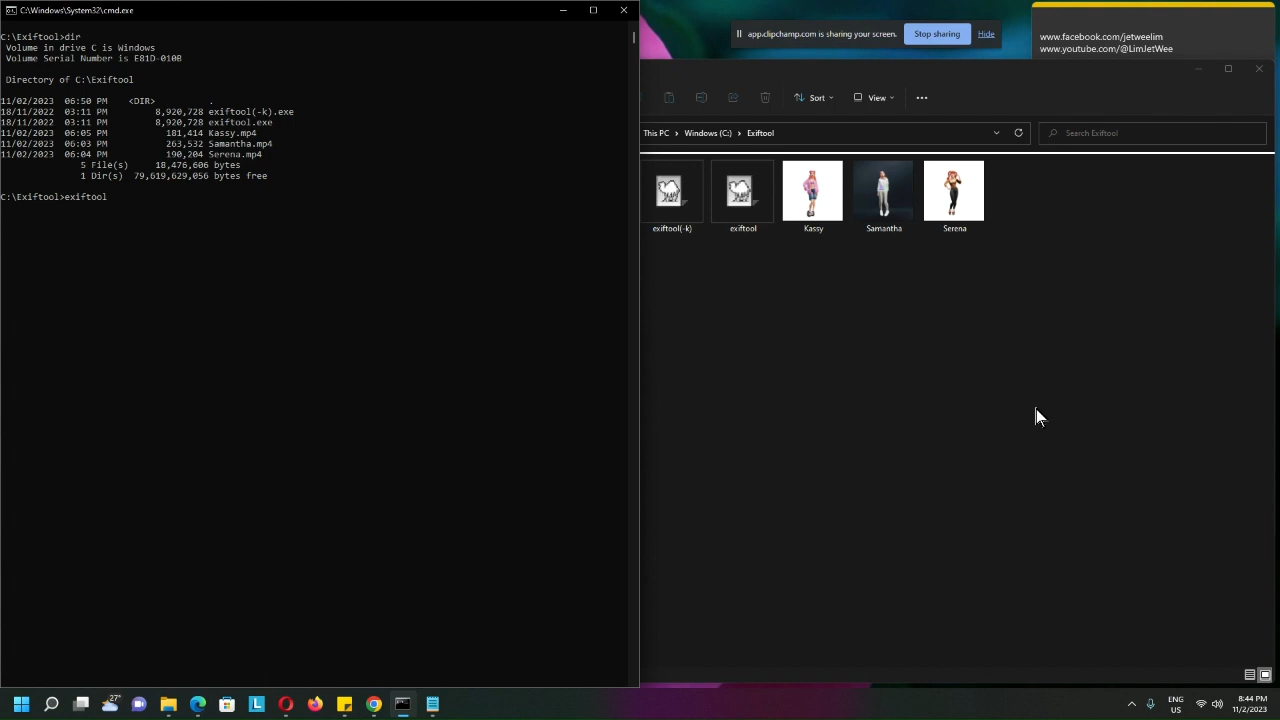 C:\Windows\System32\cmd.exe
C:\Exiftool>dir
Volume in drive C is Windows
Volume Serial Number is E81D-010B
Directory of C:\Exiftool
11/02/2023 06:50 PM <DIR> .
18/11/2022 03:11 PM 8,920,728 exiftool(-k).exe
18/11/2022 03:11 PM 8,920,728 exiftool.exe
11/02/2023 06:05 PM 181,414 Kassy.mp4
11/02/2023 06:03 PM 263,532 Samantha.mp4
11/02/2023 06:04 PM 190,204 Serena.mp4
5 File(s) 18,476,606 bytes
1 Dir(s) 79,619,629,056 bytes free
C:\Exiftool>exiftool
app.clipchamp.com is sharing your screen.
Stop sharing
Hide
www.facebook.com/jetweelim
www.youtube.com/@LimJetWee
Sort
View
This PC > Windows (C:) > Exiftool
Search Exiftool
exiftool(-k)
exiftool
Kassy
Samantha
Serena
27°
L
ENG
US
8:44 PM
11/2/2023